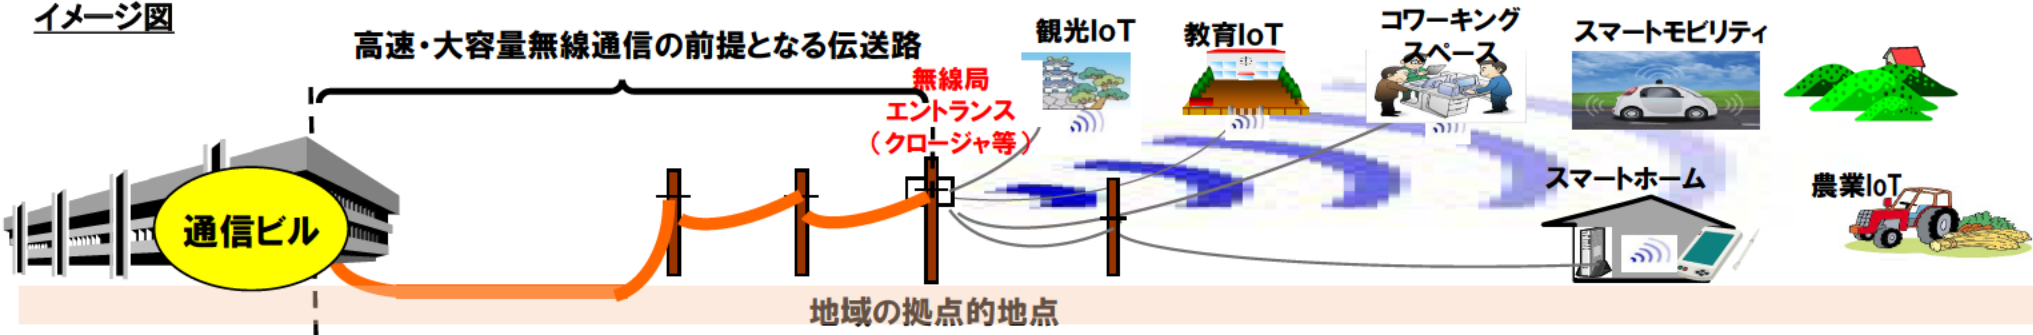 イメージ図
高速・大容量無線通信の前提となる伝送路
無線局
エントランス
（クロージャ等）
観光IoT
教育IoT
コワーキング
スペース
スマートモビリティ
通信ビル
スマートホーム
農業IoT
地域の拠点的地点